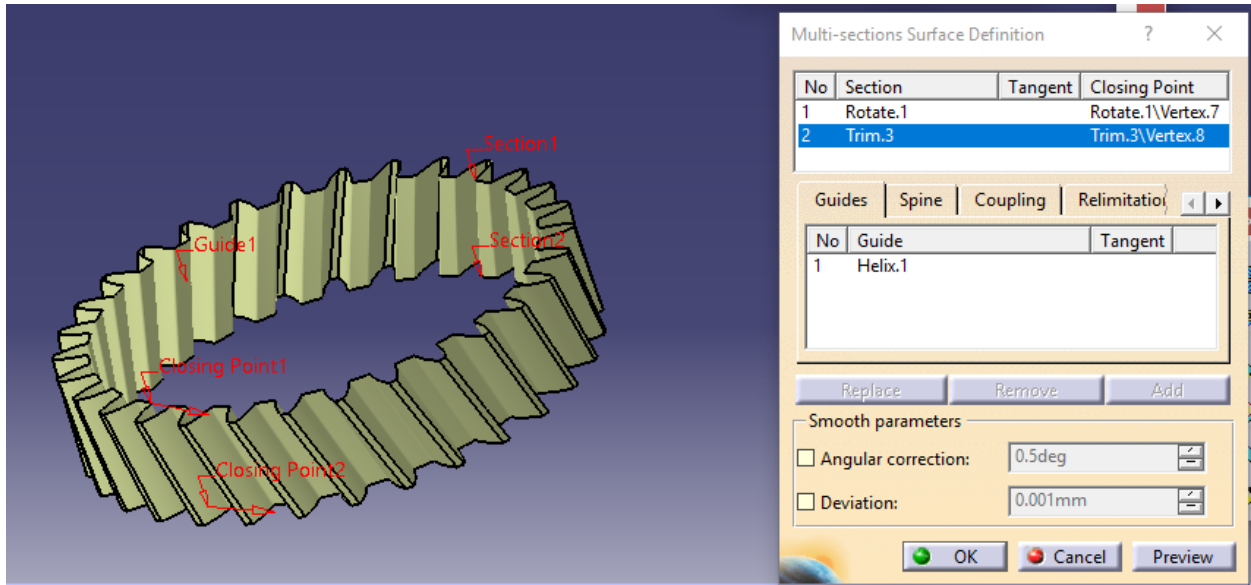 Multi-sections Surface Definition ? ×
No Section Tangent Closing Point
1 Rotate.1 Rotate.1\Vertex.7
2 Trim.3 Trim.3\Vertex.8
Guides Spine Coupling Relimitation
No Guide Tangent
1 Helix.1
Replace Remove Add
Smooth parameters
Angular correction: 0.5deg
Deviation: 0.001mm
OK Cancel Preview
Section1
Guide1
Section2
Closing Point1
Closing Point2